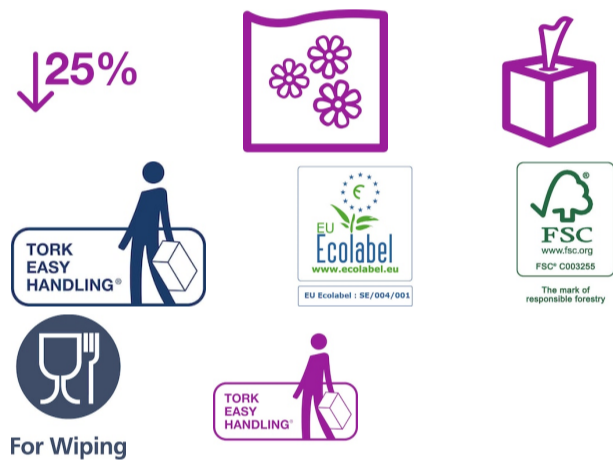 25%
TORK
EASY
HANDLING®
EU
Ecolabel
www.ecolabel.eu
EU Ecolabel : SE/004/001
®
FSC
www.fsc.org
FSC® C003255
The mark of
responsible forestry
For Wiping
TORK
EASY
HANDLING®